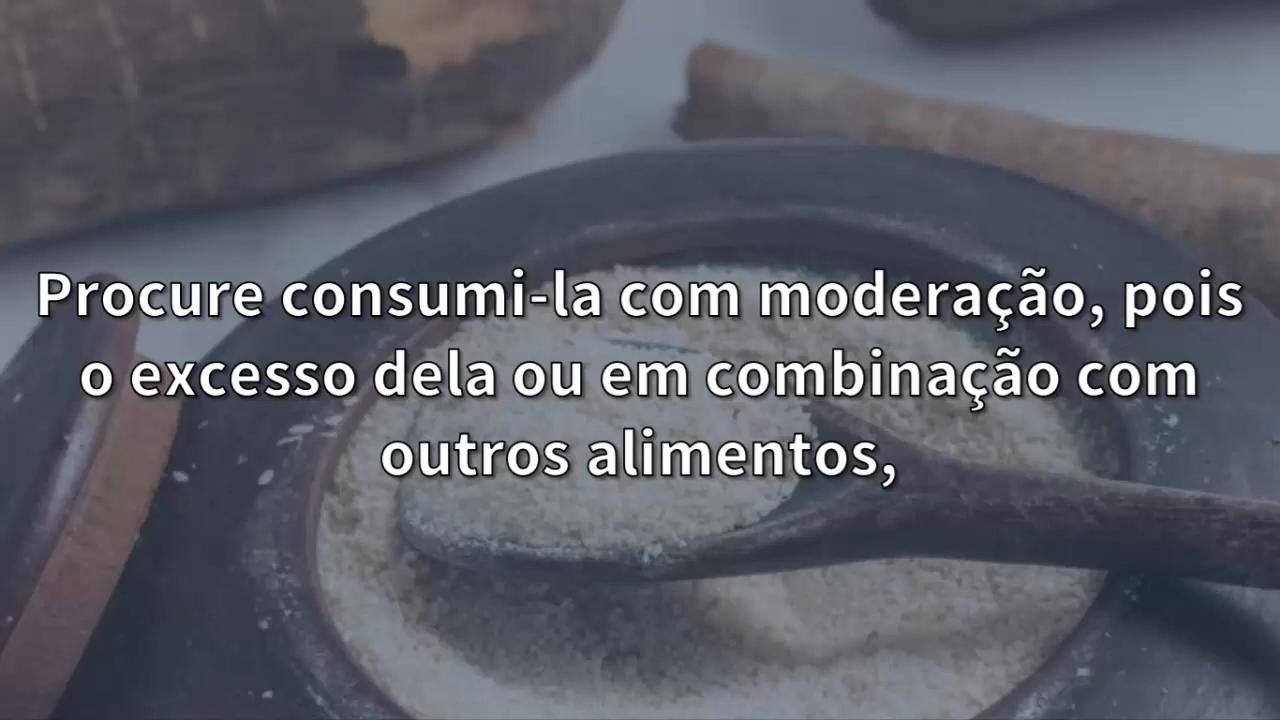 Procure consumi-la com moderação, pois
o excesso dela ou em combinação com
outros alimentos,